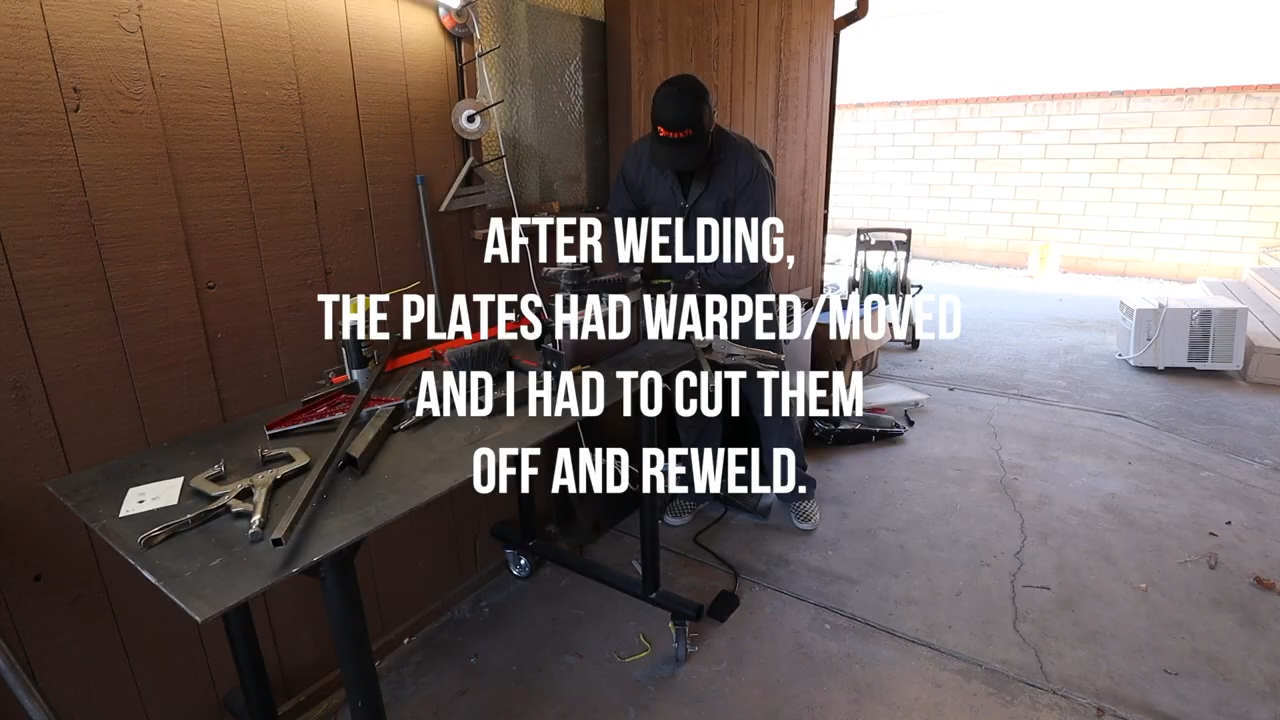 AFTER WELDING,
THE PLATES HAD WARPED/MOVED
AND I HAD TO CUT THEM
OFF AND REWELD.